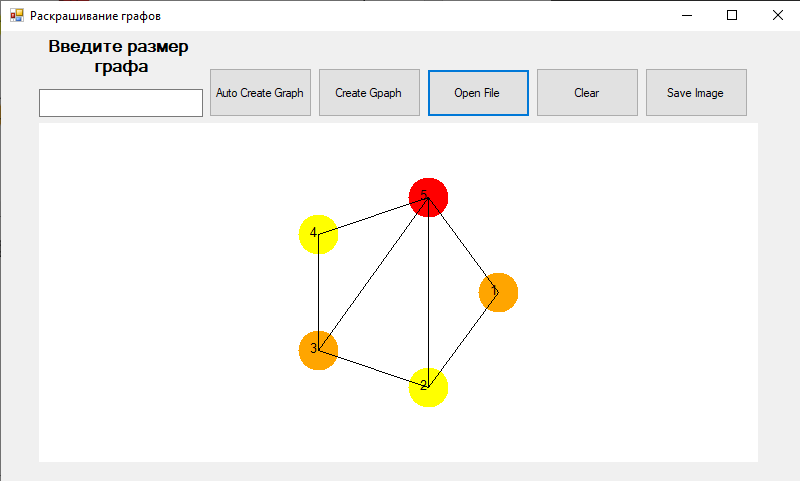 Раскрашивание графов
Введите размер
графа
Auto Create Graph
Create Gpaph
Open File
Clear
Save Image
5
4
1
3
2